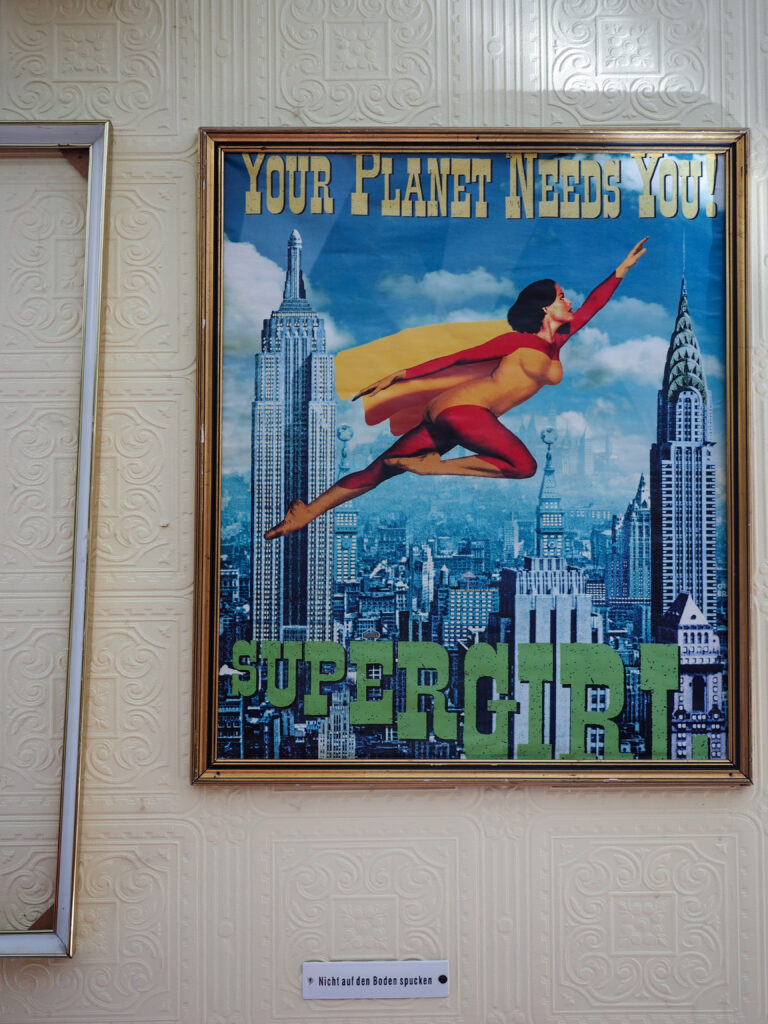 YOUR PLANET NEEDS YOU!
SUPERGIRL.
Nicht auf den Boden spucken